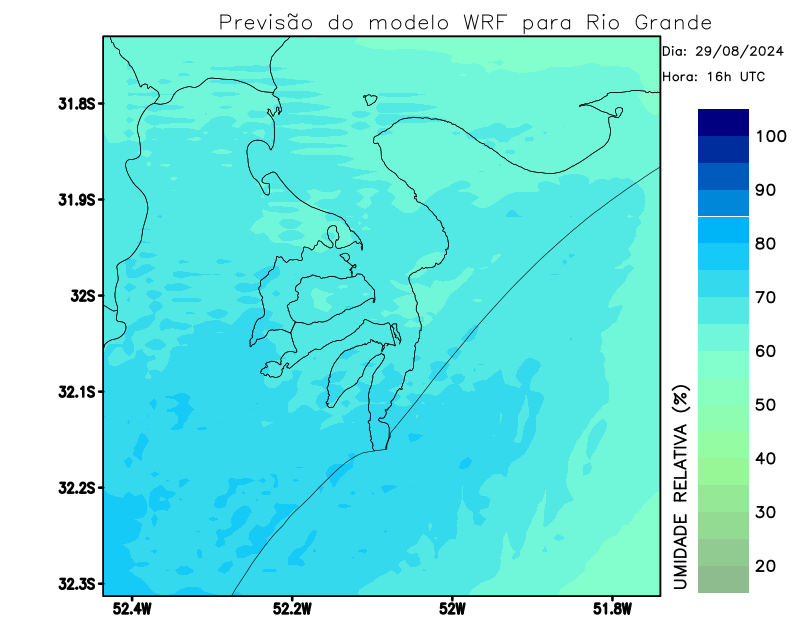 Previsão do modelo WRF para Rio Grande
Dia: 29/08/2024
Hora: 16h UTC
31.8S
31.9S
32S
32.1S
32.2S
32.3S
52.4W
52.2W
52W
51.8W
UMIDADE RELATIVA (%)
100
90
80
70
60
50
40
30
20